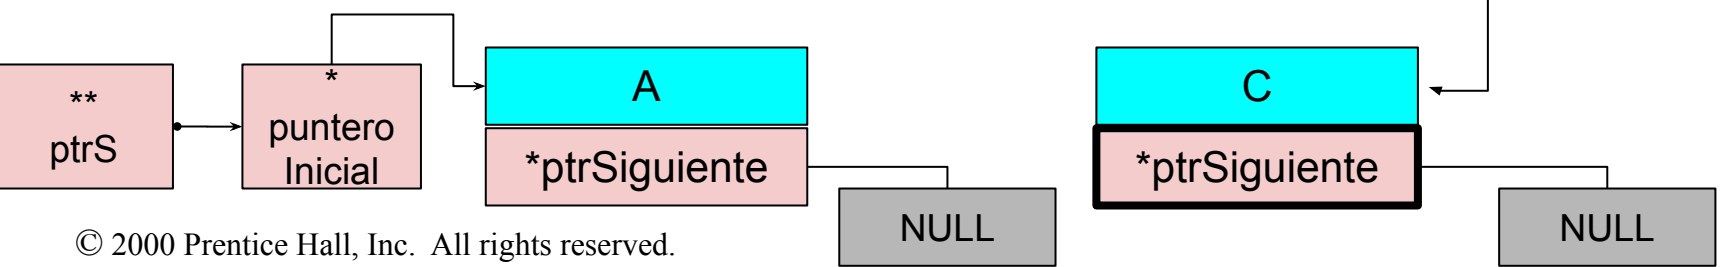 **
ptrS
*
puntero
Inicial
A
*ptrSiguiente
NULL
C
*ptrSiguiente
NULL
© 2000 Prentice Hall, Inc. All rights reserved.